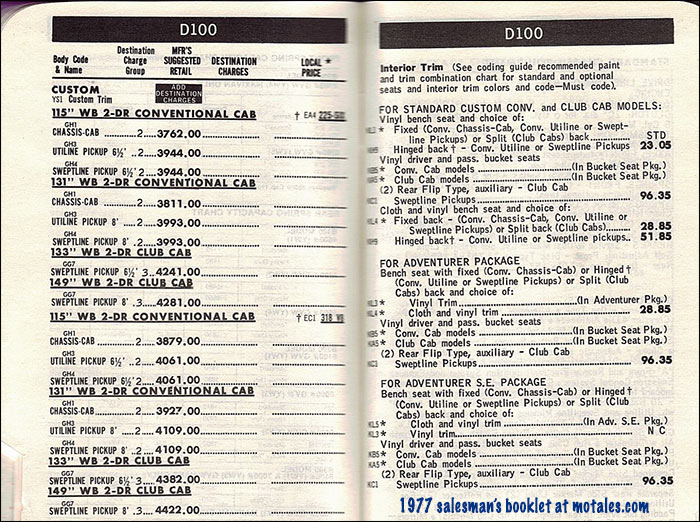 D100
Body Code
& Name
Destination
Charge
Group
MFR'S
SUGGESTED
RETAIL
DESTINATION
CHARGES
LOCAL *
PRICE
CUSTOM
YS1 Custom Trim
ADD
DESTINATION
CHARGES
115" WB 2-DR CONVENTIONAL CAB † EA4 225-
GH1
CHASSIS-CAB ..........2....3762.00
GH3
UTILINE PICKUP 6½' ..2....3944.00
GH4
SWEPTLINE PICKUP 6½'.2....3944.00
131" WB 2-DR CONVENTIONAL CAB
GH1
CHASSIS-CAB ..........2....3811.00
GH3
UTILINE PICKUP 8' ....2....3993.00
GH4
SWEPTLINE PICKUP 8' .2....3993.00
133" WB 2-DR CLUB CAB
GG7
SWEPTLINE PICKUP 6½' 3...4241.00
149" WB 2-DR CLUB CAB
GG7
SWEPTLINE PICKUP 8' .3....4281.00
115" WB 2-DR CONVENTIONAL CAB † EC1 318 V8
GH1
CHASSIS-CAB ..........2....3879.00
GH3
UTILINE PICKUP 6½' ..2....4061.00
GH4
SWEPTLINE PICKUP 6½'2....4061.00
131" WB 2-DR CONVENTIONAL CAB
GH1
CHASSIS-CAB ..........2....3927.00
GH3
UTILINE PICKUP 8' ....2....4109.00
GH4
SWEPTLINE PICKUP 8' ..2....4109.00
133" WB 2-DR CLUB CAB
GG7
SWEPTLINE PICKUP 6½' 3....4382.00
149" WB 2-DR CLUB CAB
GG7
SWEPTLINE PICKUP 8' .3....4422.00
D100
Interior Trim (See coding guide recommended paint
and trim combination chart for standard and optional
seats and interior trim colors and code—Must code).
FOR STANDARD CUSTOM CONV. and CLUB CAB MODELS:
Vinyl bench seat and choice of:
* Fixed (Conv. Chassis-Cab, Conv. Utiline or Swept-
line Pickups) or Split (Club Cabs) back............ STD
Hinged back† - Conv. Utiline or Sweptline Pickups 23.05
Vinyl driver and pass. bucket seats
KB5 * Conv. Cab models ....................(In Bucket Seat Pkg.)
KA5 * Club Cab models ....................(In Bucket Seat Pkg.)
(2) Rear Flip Type, auxiliary - Club Cab
KC1 Sweptline Pickups........................................ 96.35
Cloth and vinyl bench seat and choice of:
KL4 * Fixed back - (Conv. Chassis-Cab, Conv. Utiline or
Sweptline Pickups) or Split back (Club Cabs)........ 28.85
Hinged back† - Conv. Utiline or Sweptline pickups.. 51.85
FOR ADVENTURER PACKAGE
Bench seat with fixed (Conv. Chassis-Cab) or Hinged †
(Conv. Utiline or Sweptline Pickups) or Split (Club
Cabs) back and choice of:
KL3 * Vinyl Trim............................(In Adventurer Pkg.)
KL4 * Cloth and vinyl trim ............................ 28.85
Vinyl driver and pass. bucket seats
KB5 * Conv. Cab models ....................(In Bucket Seat Pkg.)
KA5 * Club Cab models ....................(In Bucket Seat Pkg.)
(2) Rear Flip Type, auxiliary - Club Cab
KC1 Sweptline Pickups........................................ 96.35
FOR ADVENTURER S.E. PACKAGE
Bench seat with fixed (Conv. Chassis-Cab) or Hinged†
(Conv. Utiline or Sweptline Pickups) or Split (Club
Cabs) back and choice of:
KL5 * Cloth and vinyl trim ................(In Adv. S.E. Pkg.)
KL3 * Vinyl trim........................................ N C
Vinyl driver and pass. bucket seats
KB5 * Conv. Cab models ....................(In Bucket Seat Pkg.)
KA5 * Club Cab models ....................(In Bucket Seat Pkg.)
(2) Rear Flip Type, auxiliary - Club Cab
KC1 Sweptline Pickups........................................ 96.35
1977 salesman's booklet at motales.com